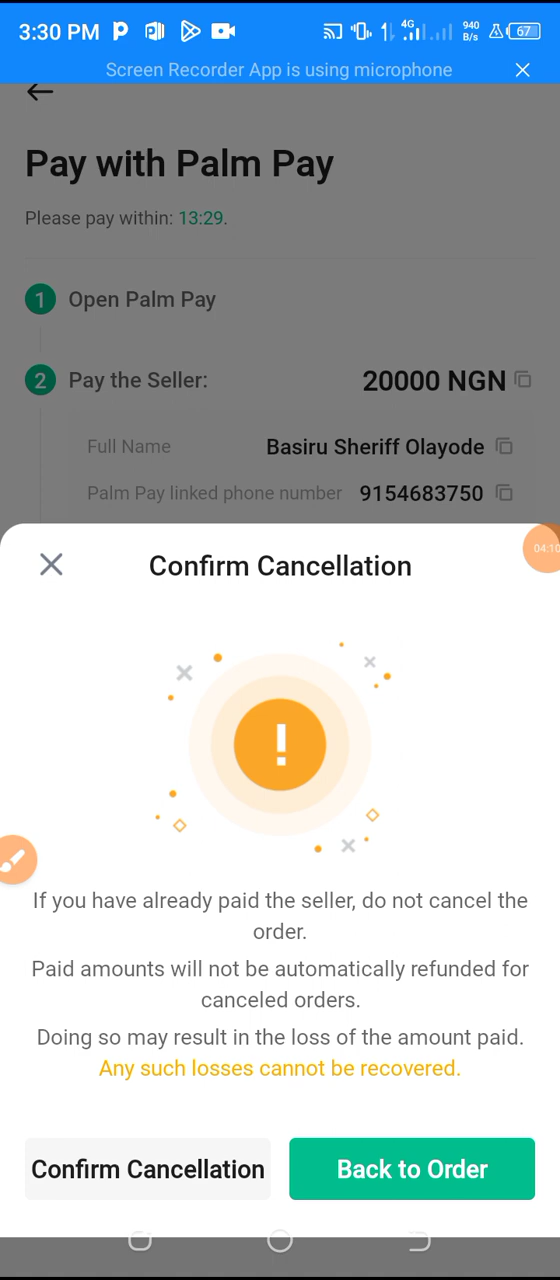 3:30 PM
4G
940
B/s
67
Screen Recorder App is using microphone
Pay with Palm Pay
Please pay within: 13:29.
1 Open Palm Pay
2 Pay the Seller: 20000 NGN
Full Name Basiru Sheriff Olayode
Palm Pay linked phone number 9154683750
Confirm Cancellation
04:10
If you have already paid the seller, do not cancel the
order.
Paid amounts will not be automatically refunded for
canceled orders.
Doing so may result in the loss of the amount paid.
Any such losses cannot be recovered.
Confirm Cancellation
Back to Order